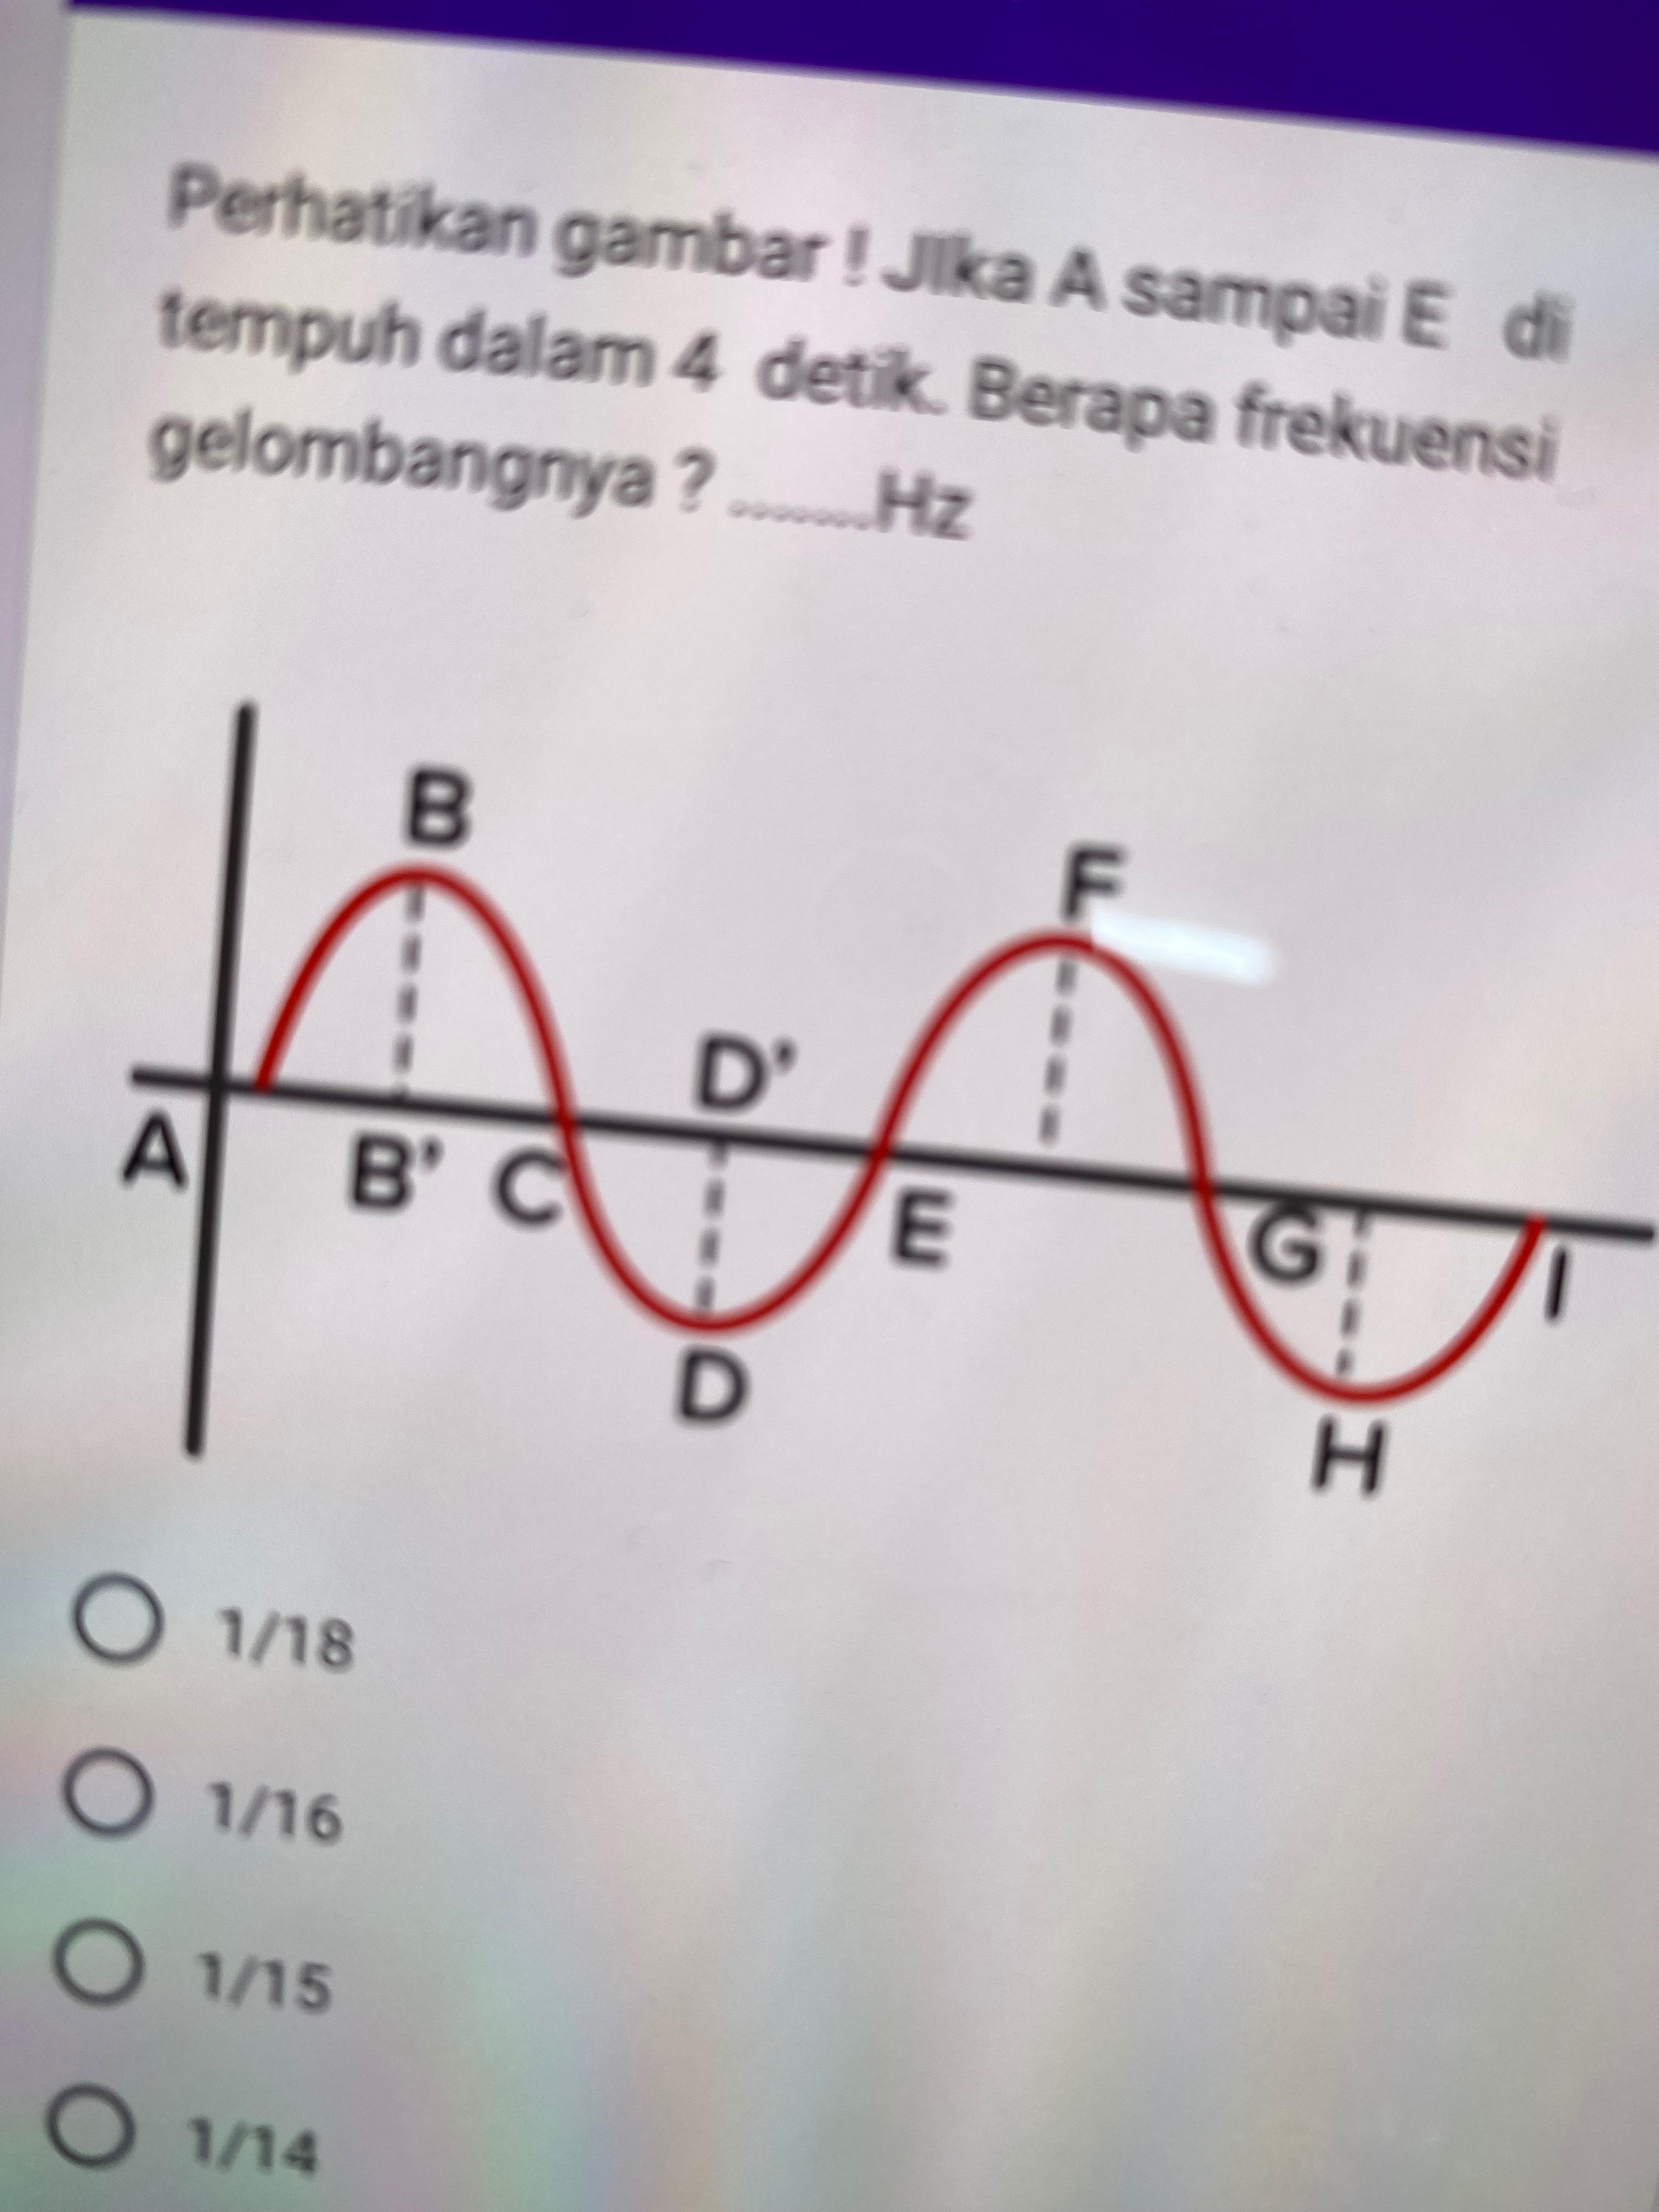 Perhatikan gambar ! JIka A sampai E di
tempuh dalam 4 detik. Berapa frekuensi
gelombangnya ? ........Hz
B
F
D'
A
B' C
E
G
I
D
H
1/18
1/16
1/15
1/14